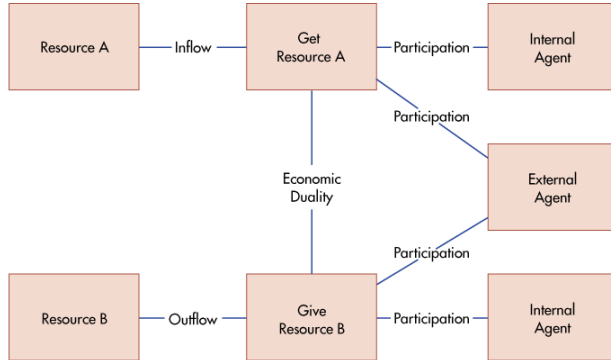 Resource A
Inflow
Get
Resource A
Participation
Internal
Agent
Participation
Economic
Duality
External
Agent
Participation
Resource B
Outflow
Give
Resource B
Participation
Internal
Agent